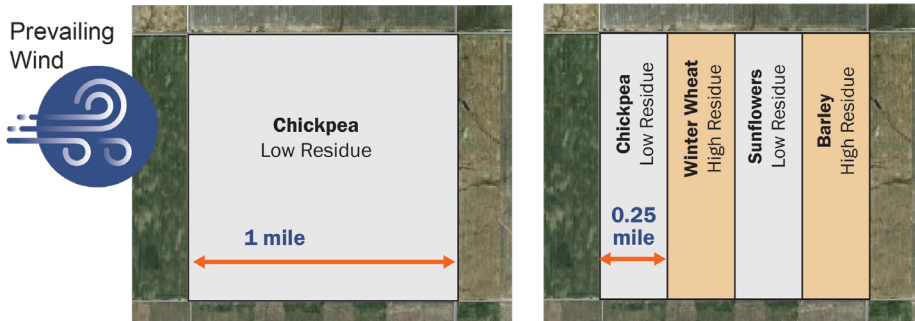 Prevailing
Wind
Chickpea
Low Residue
1 mile
Chickpea
Low Residue
Winter Wheat
High Residue
Sunflowers
Low Residue
Barley
High Residue
0.25
mile